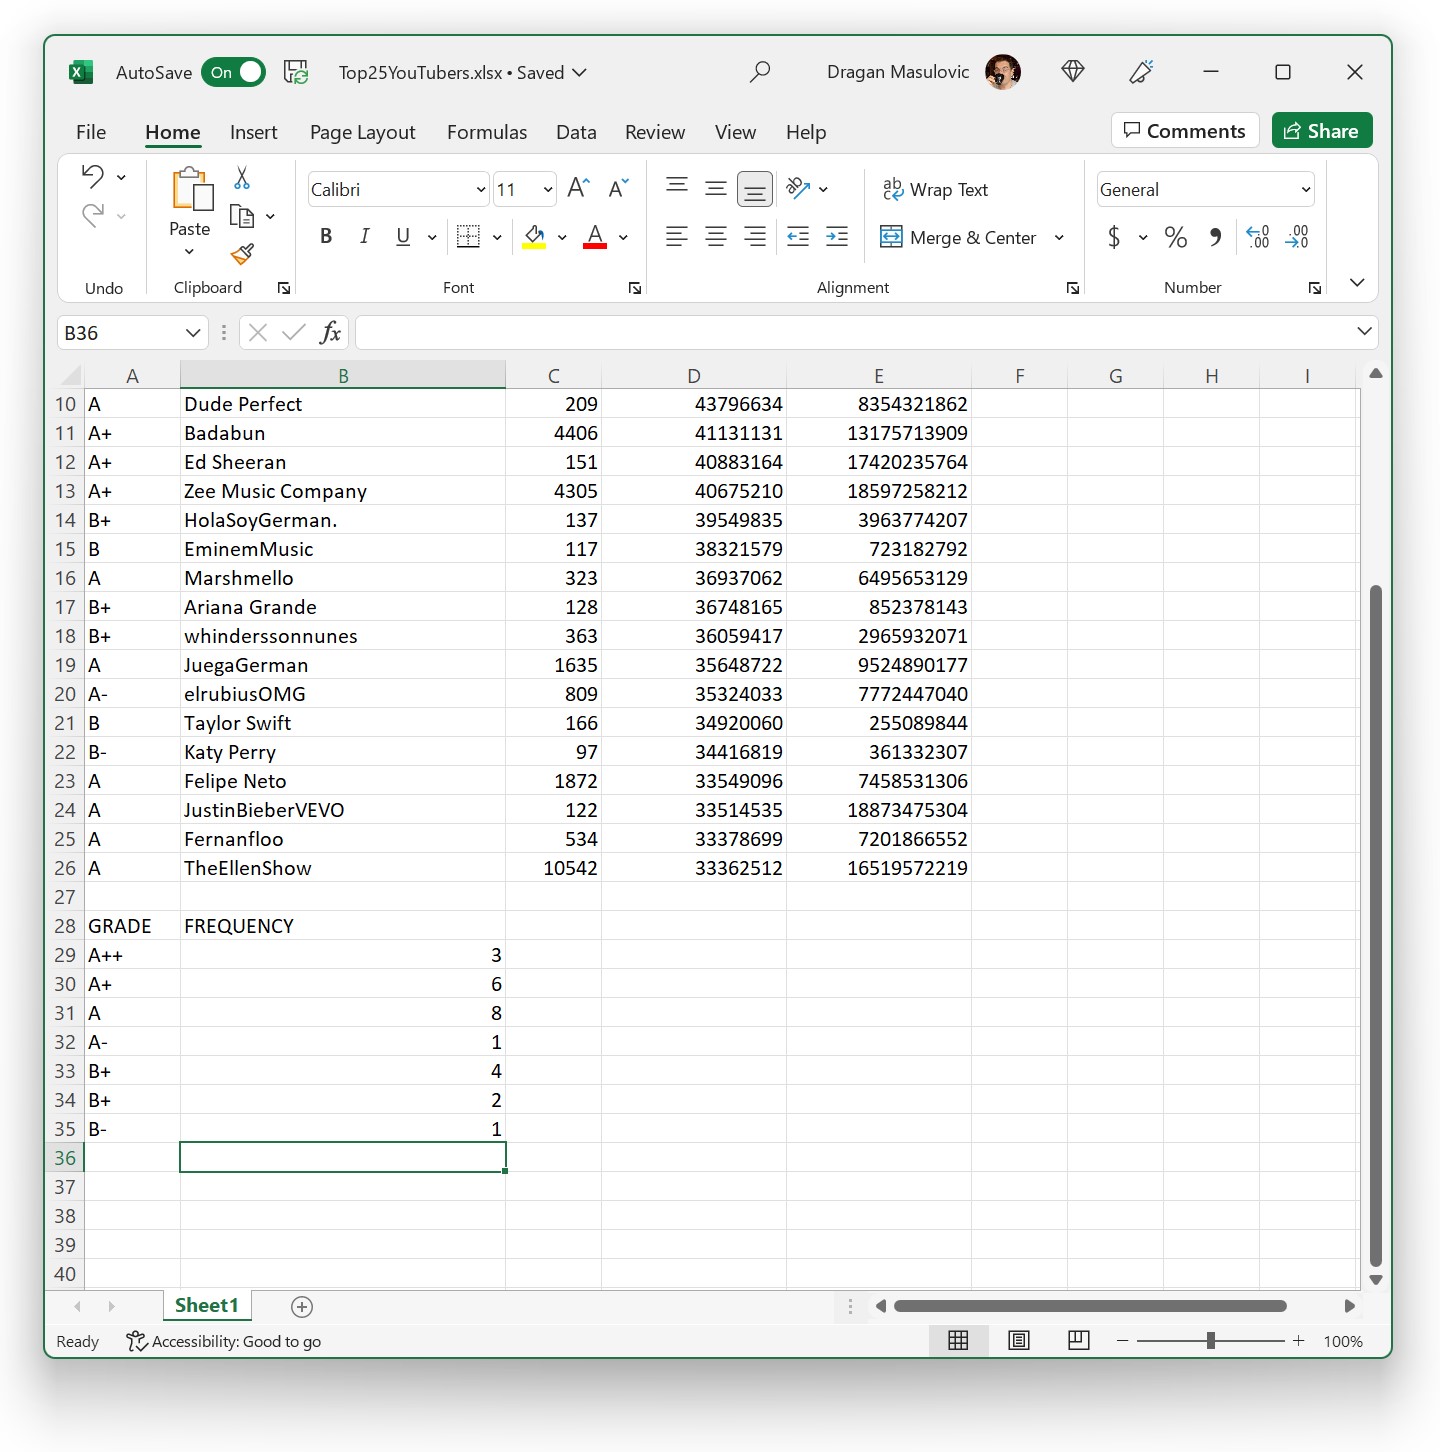 AutoSave On Top25YouTubers.xlsx • Saved Dragan Masulovic
File Home Insert Page Layout Formulas Data Review View Help Comments Share
Calibri 11 A A ab Wrap Text General
Paste B I U A Merge & Center $ % 9 .00 .00
Undo Clipboard Font Alignment Number
B36 fx
A B C D E F G H I
10 A Dude Perfect 209 43796634 8354321862
11 A+ Badabun 4406 41131131 13175713909
12 A+ Ed Sheeran 151 40883164 17420235764
13 A+ Zee Music Company 4305 40675210 18597258212
14 B+ HolaSoyGerman. 137 39549835 3963774207
15 B EminemMusic 117 38321579 723182792
16 A Marshmello 323 36937062 6495653129
17 B+ Ariana Grande 128 36748165 852378143
18 B+ whinderssonnunes 363 36059417 2965932071
19 A JuegaGerman 1635 35648722 9524890177
20 A- elrubiusOMG 809 35324033 7772447040
21 B Taylor Swift 166 34920060 255089844
22 B- Katy Perry 97 34416819 361332307
23 A Felipe Neto 1872 33549096 7458531306
24 A JustinBieberVEVO 122 33514535 18873475304
25 A Fernanfloo 534 33378699 7201866552
26 A TheEllenShow 10542 33362512 16519572219
27
28 GRADE FREQUENCY
29 A++ 3
30 A+ 6
31 A 8
32 A- 1
33 B+ 4
34 B+ 2
35 B- 1
36
37
38
39
40
Sheet1
Ready Accessibility: Good to go 100%